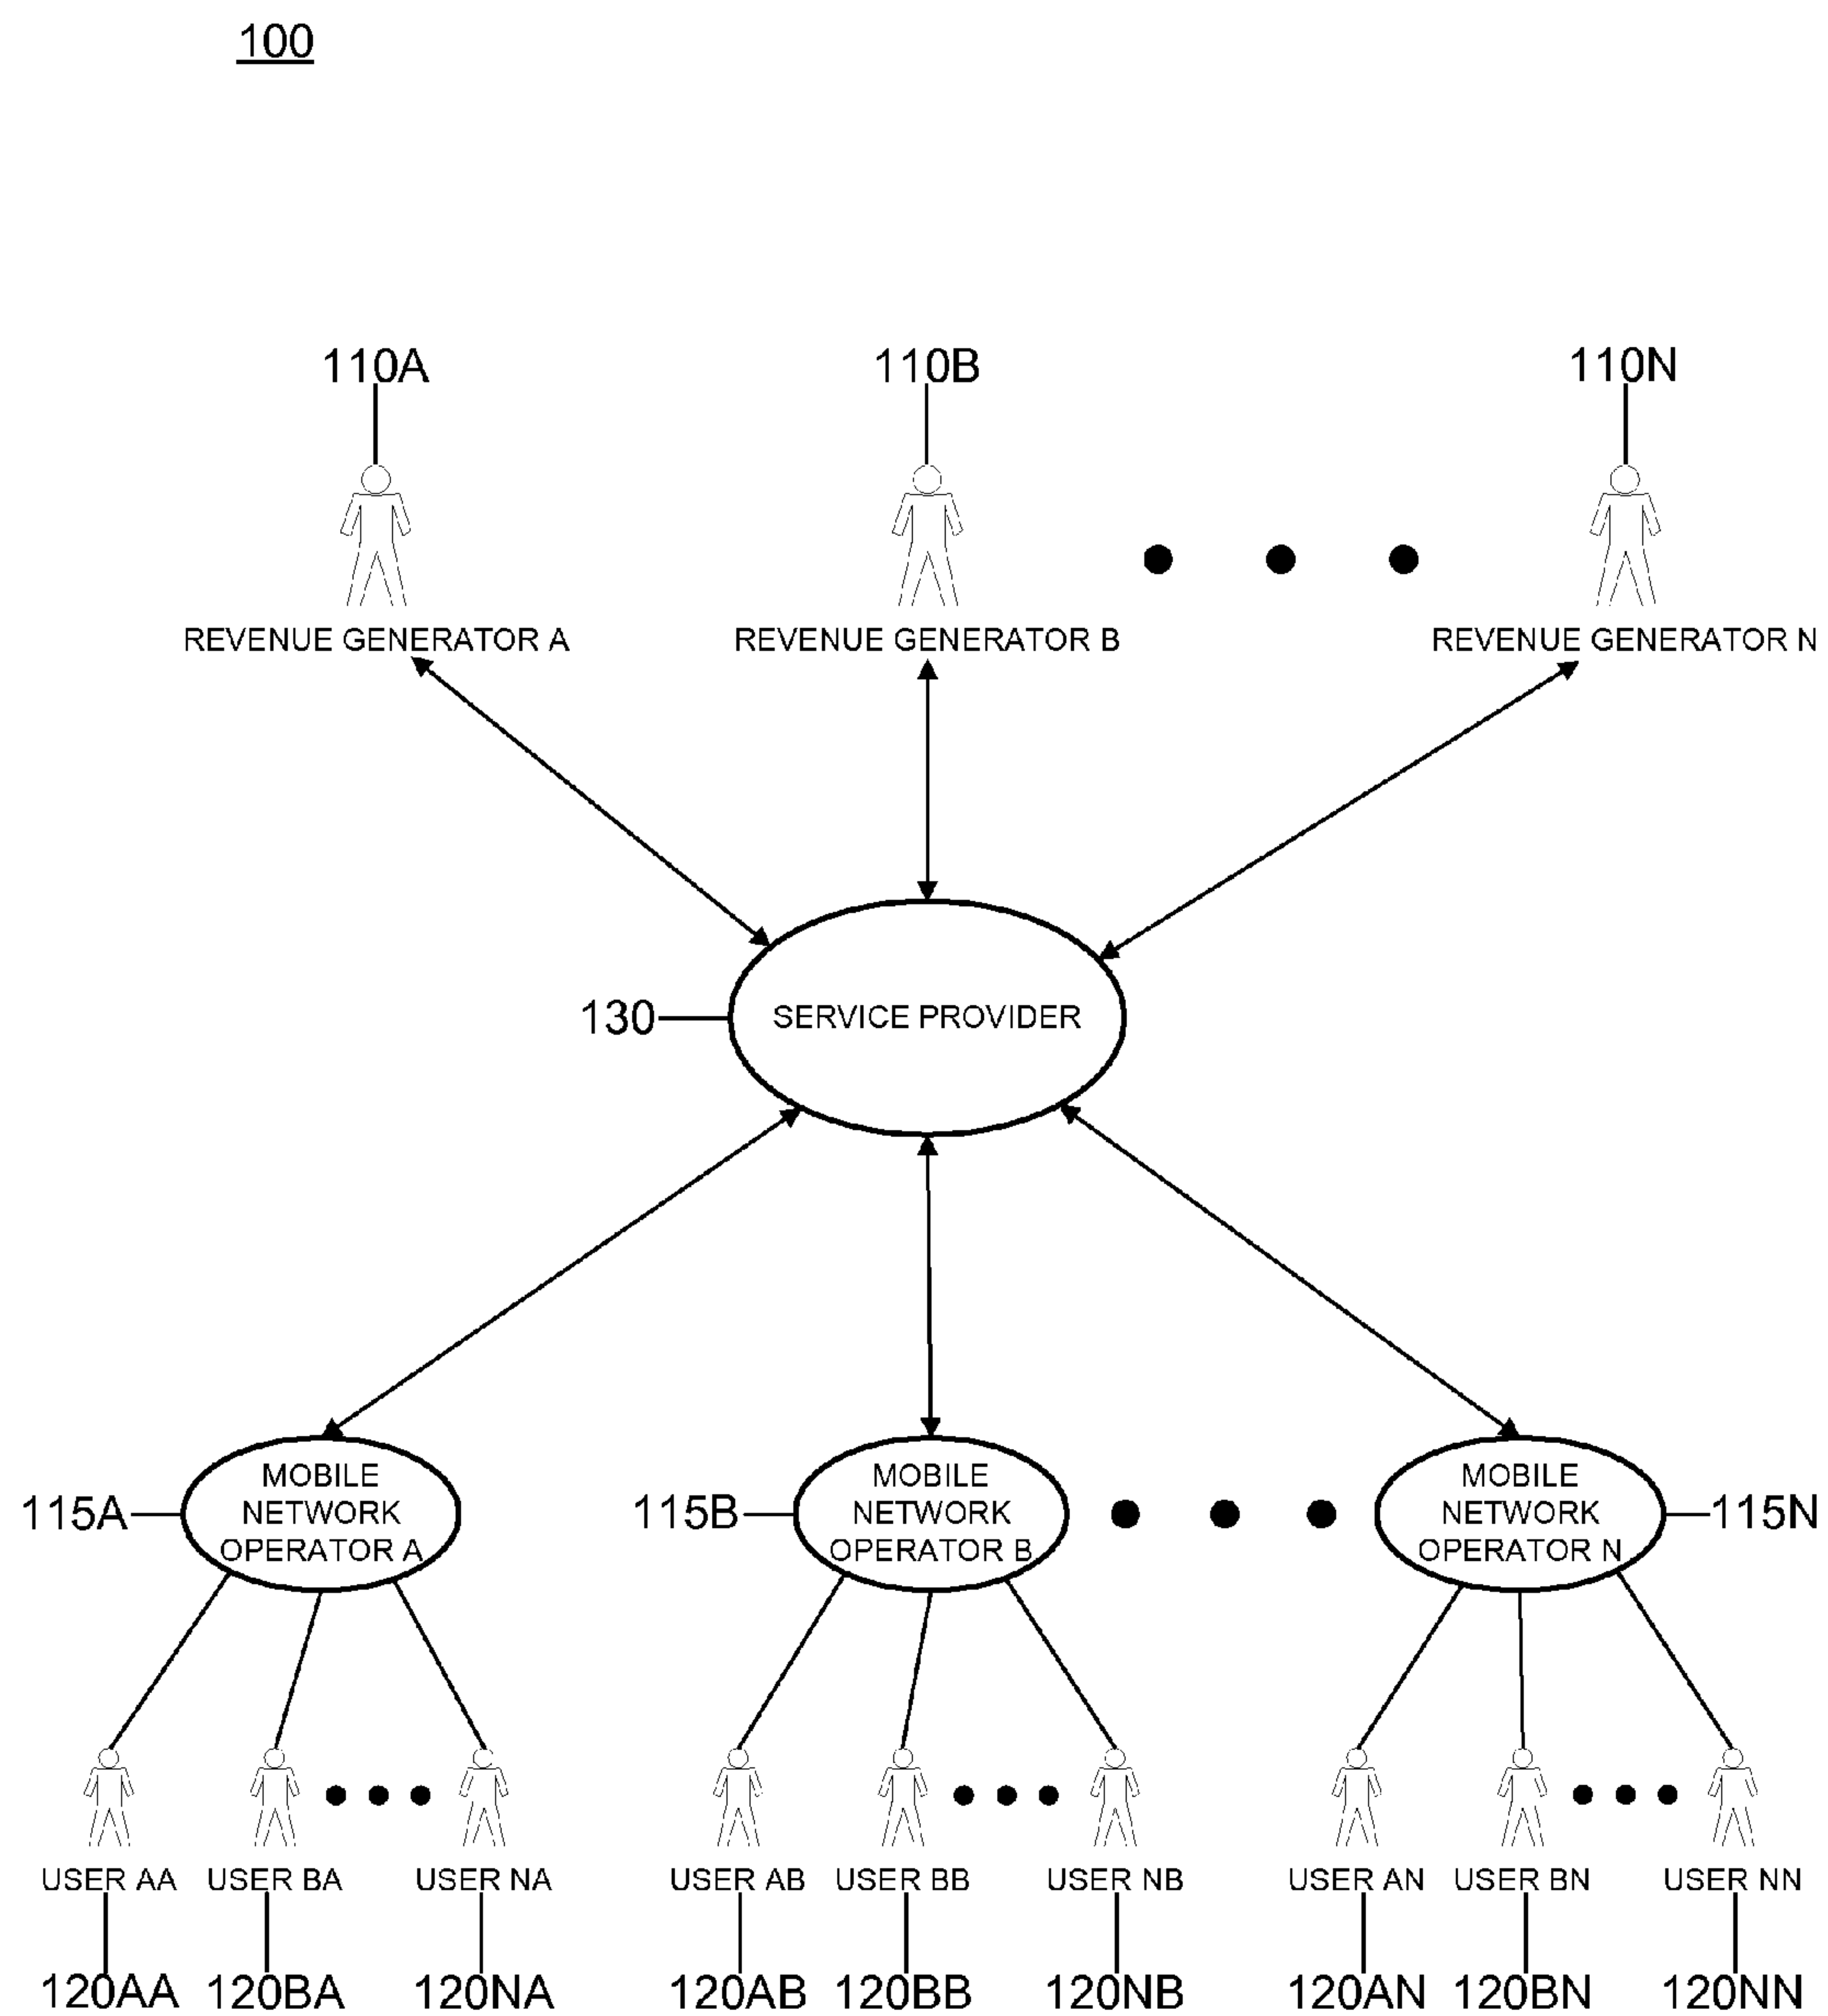 100
110A
110B
110N
REVENUE GENERATOR A
REVENUE GENERATOR B
REVENUE GENERATOR N
130
SERVICE PROVIDER
115A
MOBILE
NETWORK
OPERATOR A
115B
MOBILE
NETWORK
OPERATOR B
MOBILE
NETWORK
OPERATOR N
115N
USER AA
USER BA
USER NA
USER AB
USER BB
USER NB
USER AN
USER BN
USER NN
120AA
120BA
120NA
120AB
120BB
120NB
120AN
120BN
120NN